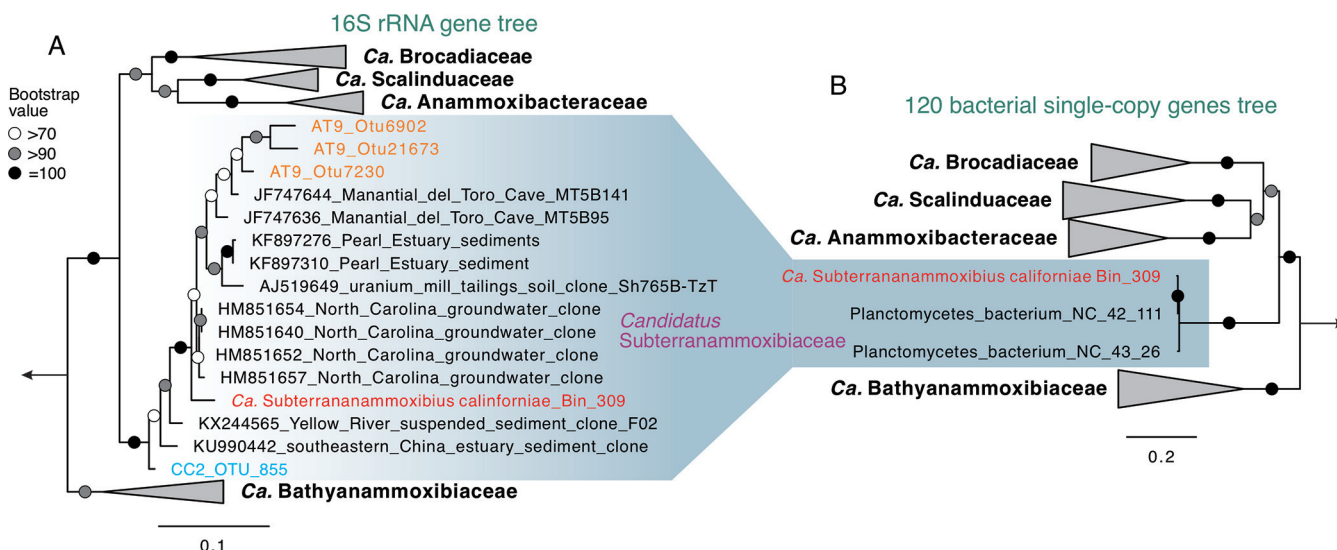 A
16S rRNA gene tree
Bootstrap
value
>70
>90
=100
Ca. Brocadiaceae
Ca. Scalinduaceae
Ca. Anammoxibacteraceae
AT9_Otu6902
AT9_Otu21673
AT9_Otu7230
JF747644_Manantial_del_Toro_Cave_MT5B141
JF747636_Manantial_del_Toro_Cave_MT5B95
KF897276_Pearl_Estuary_sediments
KF897310_Pearl_Estuary_sediment
AJ519649_uranium_mill_tailings_soil_clone_Sh765B-TzT
HM851654_North_Carolina_groundwater_clone
HM851640_North_Carolina_groundwater_clone
HM851652_North_Carolina_groundwater_clone
HM851657_North_Carolina_groundwater_clone
Ca. Subterrananammoxibius calinforniae_Bin_309
KX244565_Yellow_River_suspended_sediment_clone_F02
KU990442_southeastern_China_estuary_sediment_clone
CC2_OTU_855
Ca. Bathyanammoxibiaceae
0.1
Candidatus
Subterranammoxibiaceae
B
120 bacterial single-copy genes tree
Ca. Brocadiaceae
Ca. Scalinduaceae
Ca. Anammoxibacteraceae
Ca. Subterrananammoxibius californiae Bin_309
Planctomycetes_bacterium_NC_42_111
Planctomycetes_bacterium_NC_43_26
Ca. Bathyanammoxibiaceae
0.2